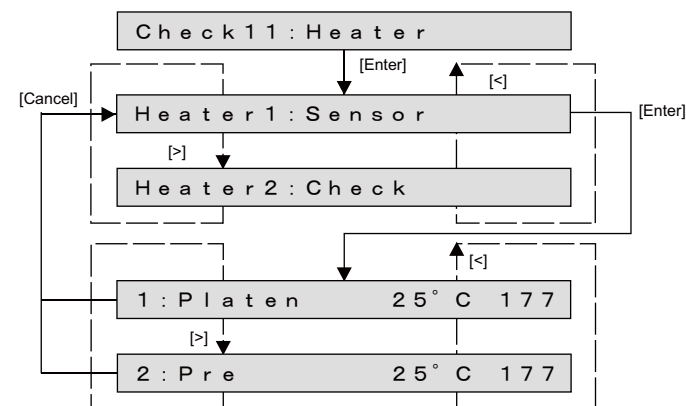 Check11:Heater
[Enter]
[<]
[Cancel]
Heater1:Sensor
[Enter]
[>]
Heater2:Check
[<]
1:Platen 25°C 177
[>]
2:Pre 25°C 177